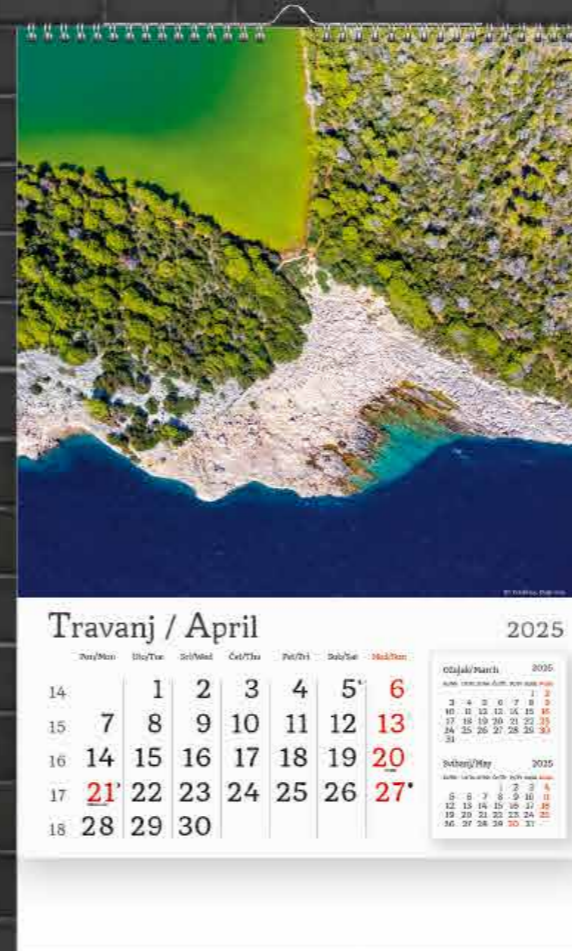 Travanj / April 2025
Pon/Mon Uto/Tue Sri/Wed Čet/Thu Pet/Fri Sub/Sat Ned/Sun
14 1 2 3 4 5 6
15 7 8 9 10 11 12 13
16 14 15 16 17 18 19 20
17 21 22 23 24 25 26 27
18 28 29 30
Ožujak/March 2025
1 2
3 4 5 6 7 8 9
10 11 12 13 14 15 16
17 18 19 20 21 22 23
24 25 26 27 28 29 30
31
Svibanj/May 2025
1 2 3 4
5 6 7 8 9 10 11
12 13 14 15 16 17 18
19 20 21 22 23 24 25
26 27 28 29 30 31